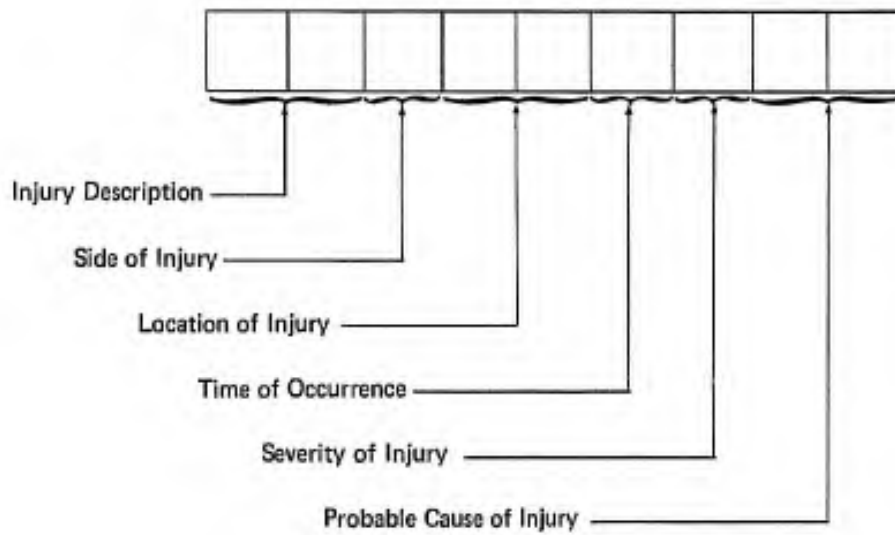 Injury Description
Side of Injury
Location of Injury
Time of Occurrence
Severity of Injury
Probable Cause of Injury